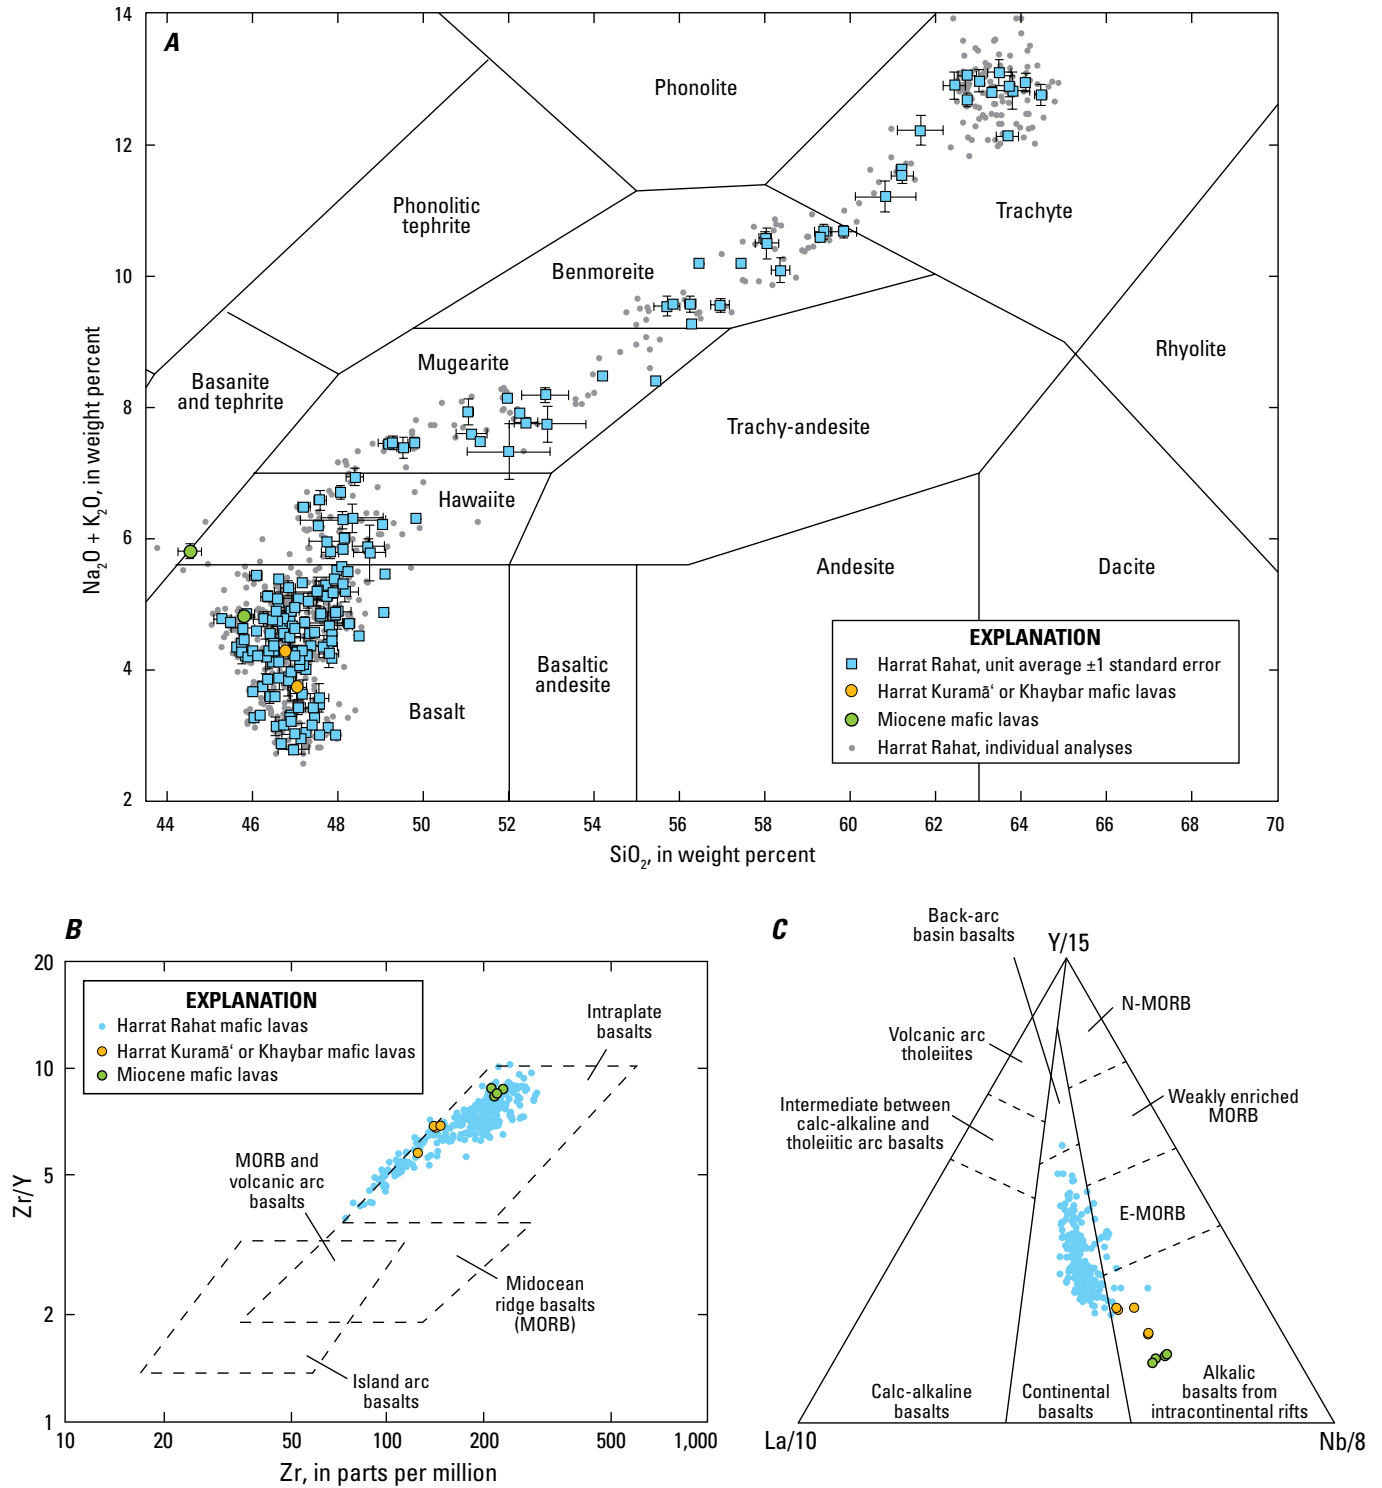 A
14
12
10
8
6
4
2
Na2O + K2O, in weight percent
44
46
48
50
52
54
56
58
60
62
64
66
68
70
SiO2, in weight percent
Phonolite
Phonolitic
tephrite
Trachyte
Benmoreite
Rhyolite
Mugearite
Basanite
and tephrite
Trachy-andesite
Hawaiite
Andesite
Dacite
Basaltic
andesite
Basalt
EXPLANATION
Harrat Rahat, unit average ±1 standard error
Harrat Kuramāʻ or Khaybar mafic lavas
Miocene mafic lavas
Harrat Rahat, individual analyses
B
20
10
5
2
1
Zr/Y
10
20
50
100
200
500
1,000
Zr, in parts per million
EXPLANATION
Harrat Rahat mafic lavas
Harrat Kuramāʻ or Khaybar mafic lavas
Miocene mafic lavas
Intraplate
basalts
MORB and
volcanic arc
basalts
Midocean
ridge basalts
(MORB)
Island arc
basalts
C
Back-arc
basin basalts
Y/15
N-MORB
Volcanic arc
tholeiites
Weakly enriched
MORB
Intermediate between
calc-alkaline and
tholeiitic arc basalts
E-MORB
Calc-alkaline
basalts
Continental
basalts
Alkalic
basalts from
intracontinental rifts
La/10
Nb/8